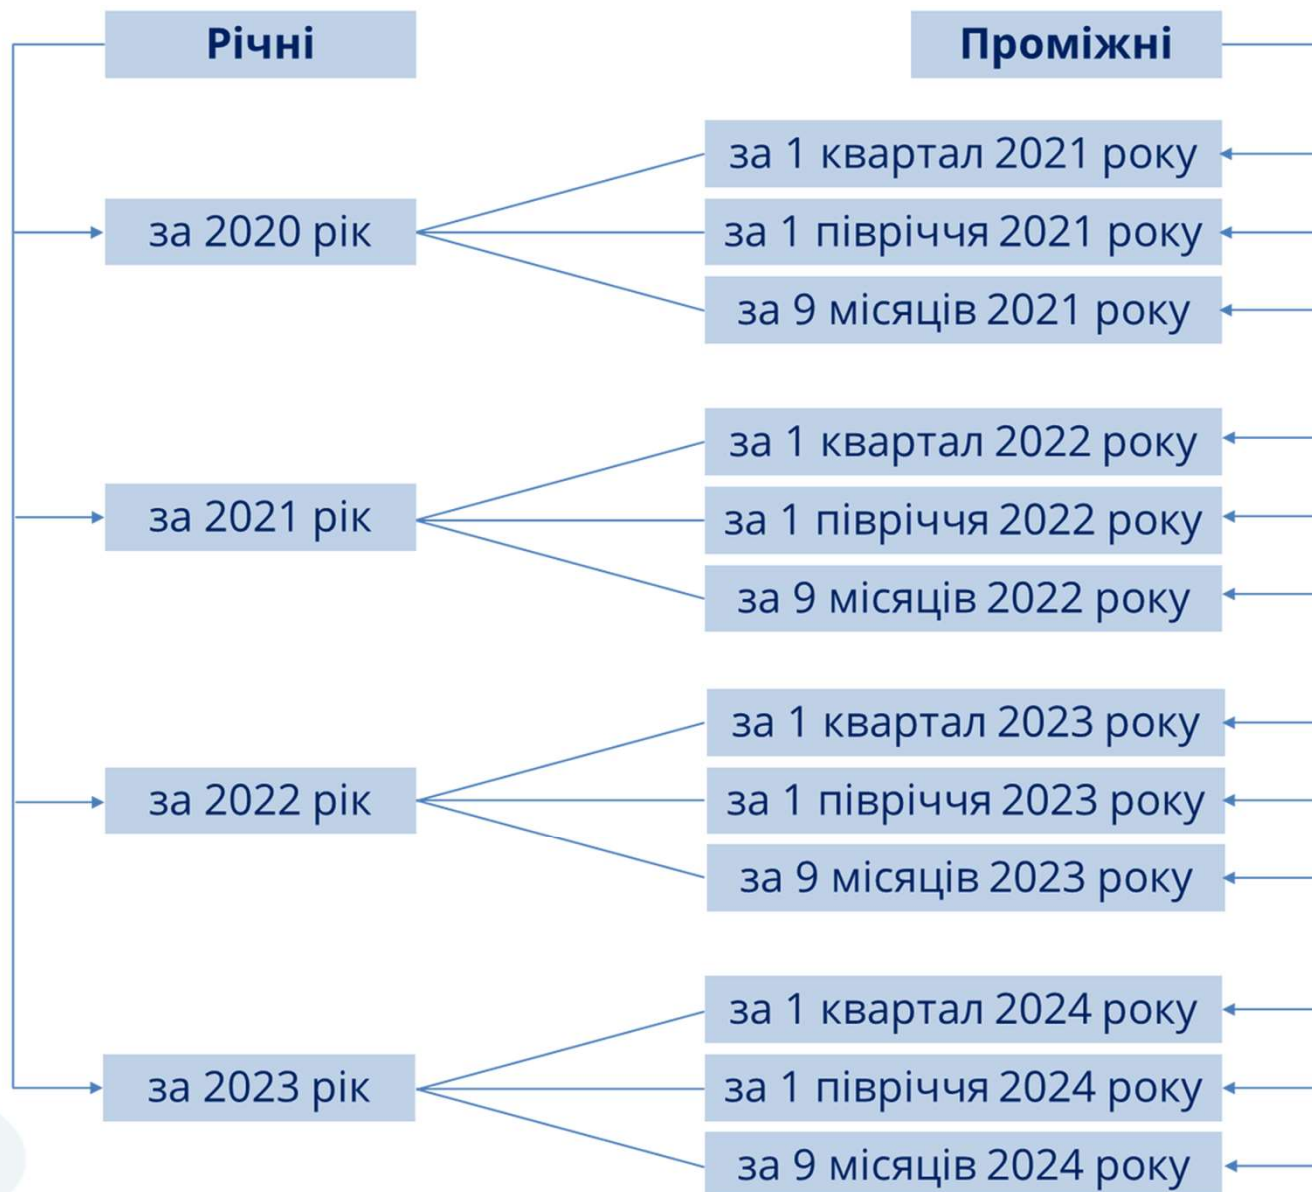 Річні
Проміжні
за 1 квартал 2021 року
за 2020 рік
за 1 півріччя 2021 року
за 9 місяців 2021 року
за 1 квартал 2022 року
за 2021 рік
за 1 півріччя 2022 року
за 9 місяців 2022 року
за 1 квартал 2023 року
за 2022 рік
за 1 півріччя 2023 року
за 9 місяців 2023 року
за 1 квартал 2024 року
за 2023 рік
за 1 півріччя 2024 року
за 9 місяців 2024 року